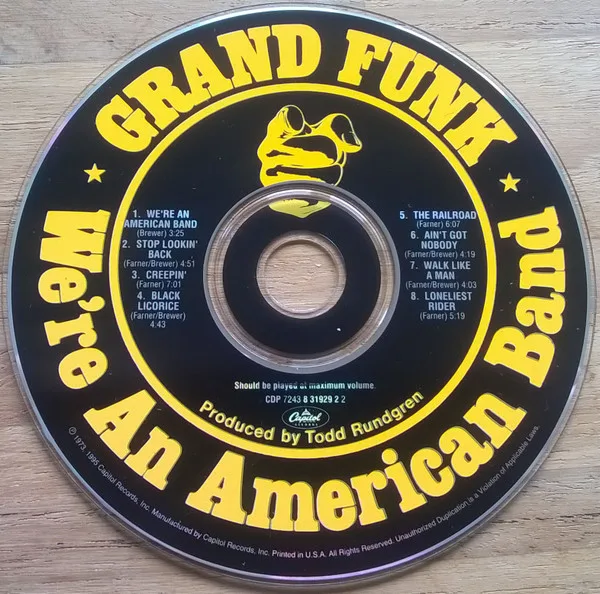 GRAND FUNK
1. WE'RE AN
AMERICAN BAND
(Brewer) 3:25
2. STOP LOOKIN'
BACK
(Farner/Brewer) 4:51
3. CREEPIN'
(Farner) 7:01
4. BLACK
LICORICE
(Farner/Brewer)
4:43
5. THE RAILROAD
(Farner) 6:07
6. AIN'T GOT
NOBODY
(Farner/Brewer) 4:19
7. WALK LIKE
A MAN
(Farner/Brewer) 4:03
8. LONELIEST
RIDER
(Farner) 5:19
Should be played at maximum volume.
CDP 7243 8 31929 2 2
Capitol
RECORDS
Produced by Todd Rundgren
We're An American Band
℗ 1973, 1995 Capitol Records, Inc. Manufactured by Capitol Records, Inc. Printed in U.S.A. All Rights Reserved. Unauthorized Duplication is a Violation of Applicable Laws.